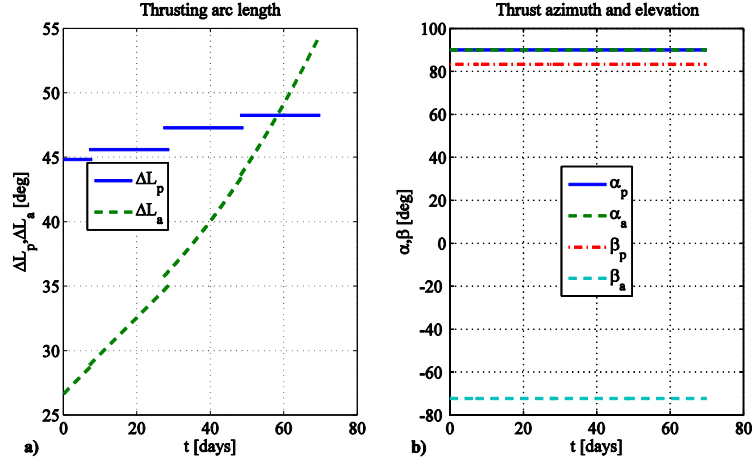 Thrusting arc length
55
50
45
40
35
30
25
ΔL_p,ΔL_a [deg]
ΔL_p
ΔL_a
0 20 40 60 80
t [days]
a)
Thrust azimuth and elevation
100
80
60
40
20
0
-20
-40
-60
-80
α,β [deg]
α_p
α_a
β_p
β_a
0 20 40 60 80
t [days]
b)